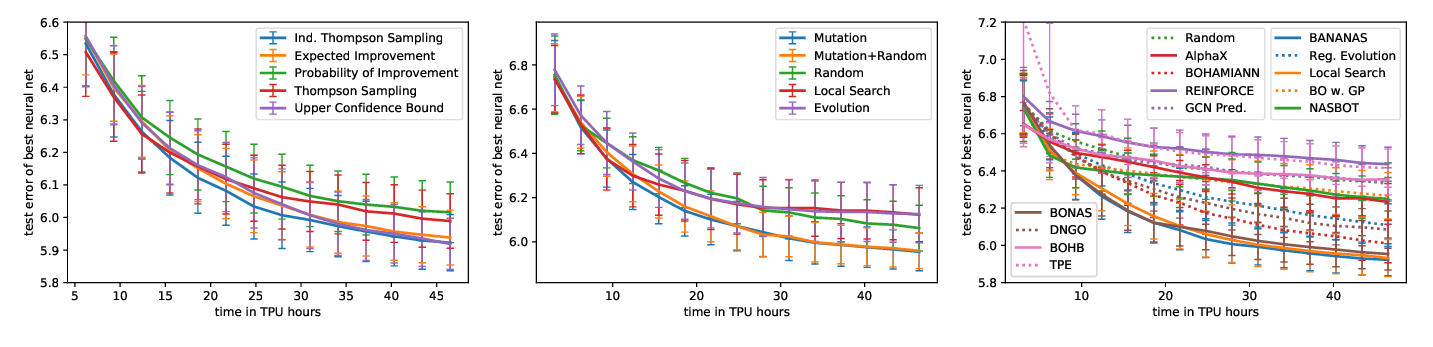 test error of best neural net
6.6
6.5
6.4
6.3
6.2
6.1
6.0
5.9
5.8
Ind. Thompson Sampling
Expected Improvement
Probability of Improvement
Thompson Sampling
Upper Confidence Bound
5 10 15 20 25 30 35 40 45
time in TPU hours
test error of best neural net
6.8
6.6
6.4
6.2
6.0
Mutation
Mutation+Random
Random
Local Search
Evolution
10 20 30 40
time in TPU hours
test error of best neural net
7.2
7.0
6.8
6.6
6.4
6.2
6.0
5.8
Random
AlphaX
BOHAMIANN
REINFORCE
GCN Pred.
BANANAS
Reg. Evolution
Local Search
BO w. GP
NASBOT
BONAS
DNGO
BOHB
TPE
10 20 30 40
time in TPU hours